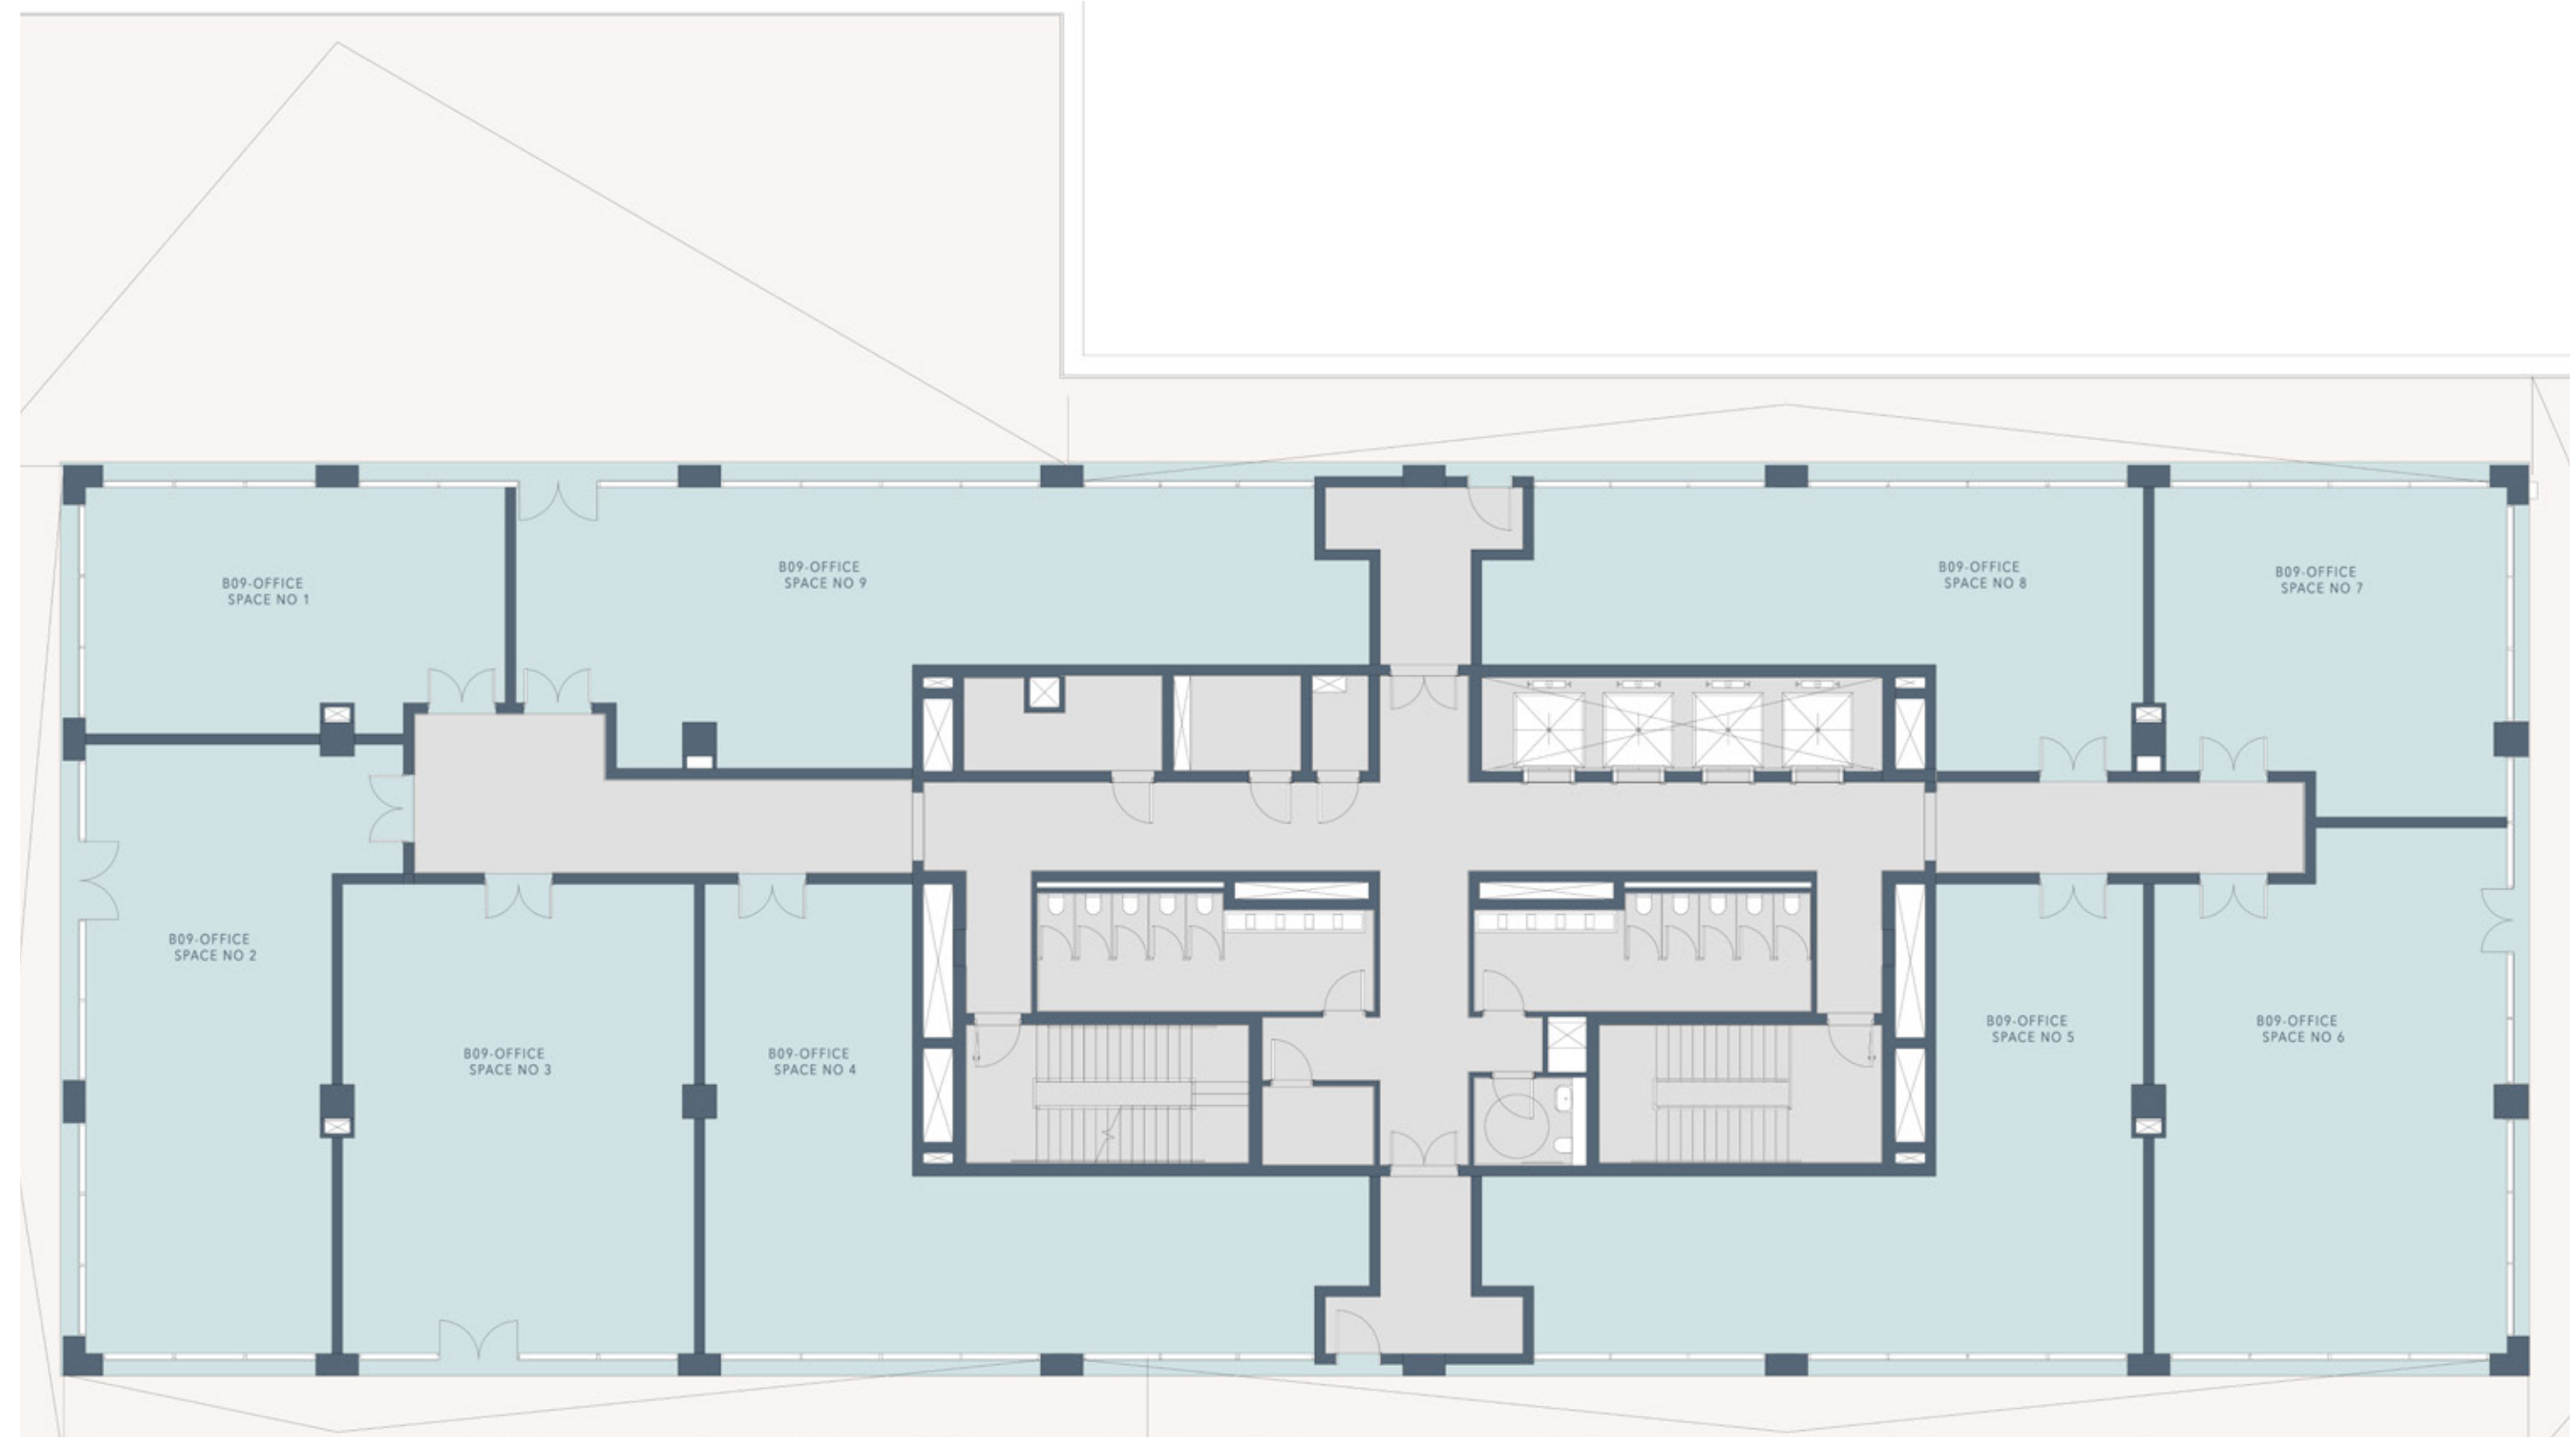 B09-OFFICE
SPACE NO 1
B09-OFFICE
SPACE NO 9
B09-OFFICE
SPACE NO 8
B09-OFFICE
SPACE NO 7
B09-OFFICE
SPACE NO 2
B09-OFFICE
SPACE NO 3
B09-OFFICE
SPACE NO 4
B09-OFFICE
SPACE NO 5
B09-OFFICE
SPACE NO 6